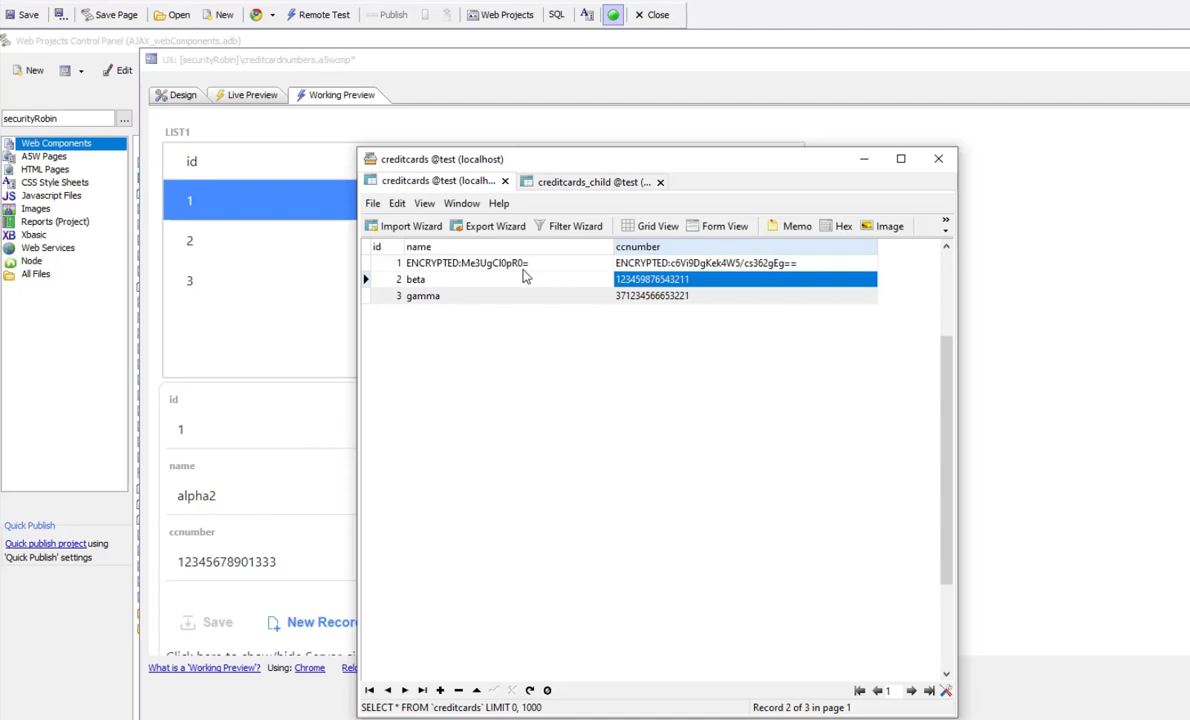 Save
Save Page
Open
New
Remote Test
Publish
Web Projects
SQL
Close
Web Projects Control Panel (AJAX_webComponents.adb)
New
Edit
securityRobin
...
Web Components
A5W Pages
HTML Pages
CSS Style Sheets
Javascript Files
Images
Reports (Project)
Xbasic
Web Services
Node
All Files
Quick Publish
Quick publish project using
'Quick Publish' settings
UX: [securityRobin]\creditcardnumbers.a5wcmp*
Design
Live Preview
Working Preview
LIST1
id
1
2
3
id
1
name
alpha2
ccnumber
12345678901333
Save
New Recor
What is a 'Working Preview'? Using: Chrome Relo
creditcards @test (localhost)
creditcards @test (localh...
creditcards_child @test (...
File Edit View Window Help
Import Wizard Export Wizard Filter Wizard Grid View Form View Memo Hex Image
id name ccnumber
1 ENCRYPTED:Me3UgCl0pR0= ENCRYPTED:c6Vi9DgKek4W5/cs362gEg==
2 beta 123459876543211
3 gamma 371234566653221
1
SELECT * FROM `creditcards` LIMIT 0, 1000
Record 2 of 3 in page 1